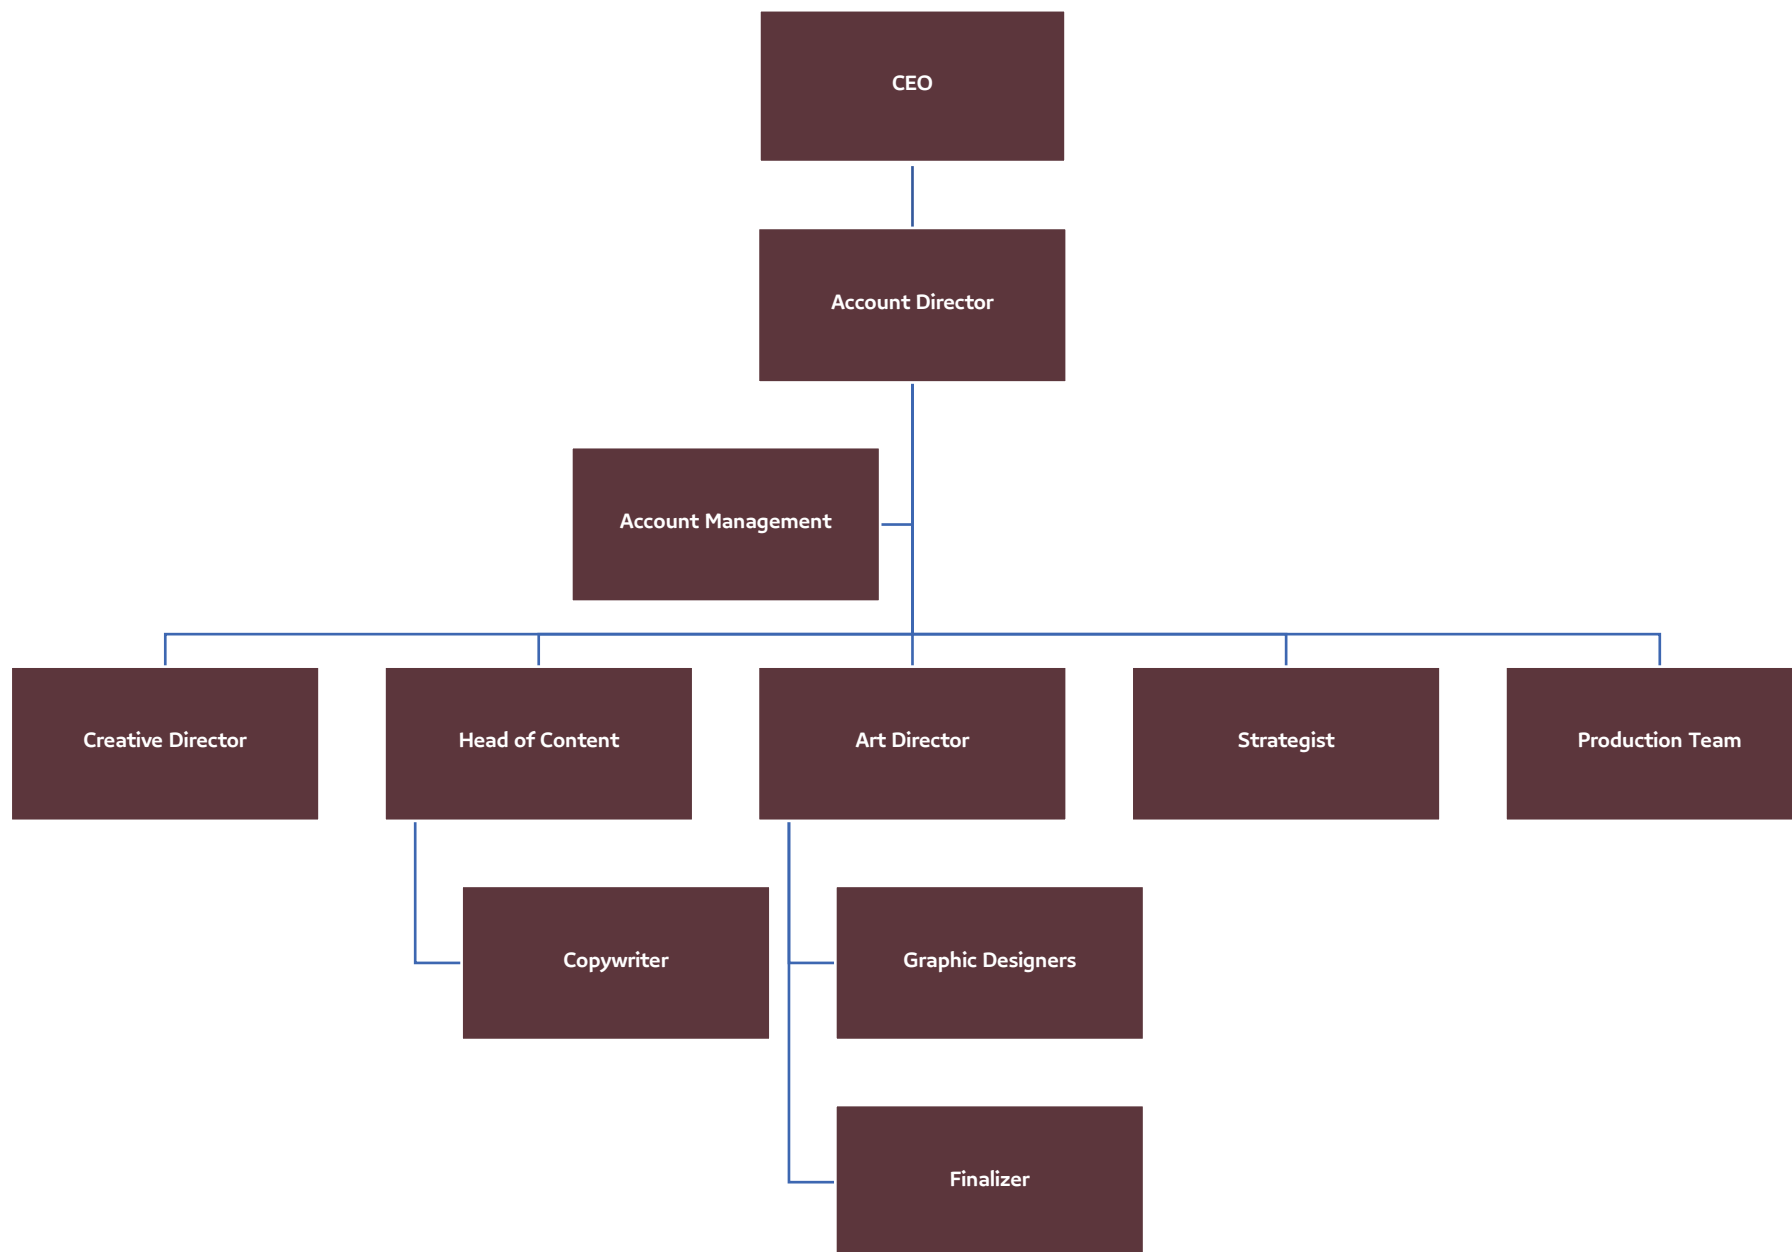 CEO
Account Director
Account Management
Creative Director
Head of Content
Art Director
Strategist
Production Team
Copywriter
Graphic Designers
Finalizer